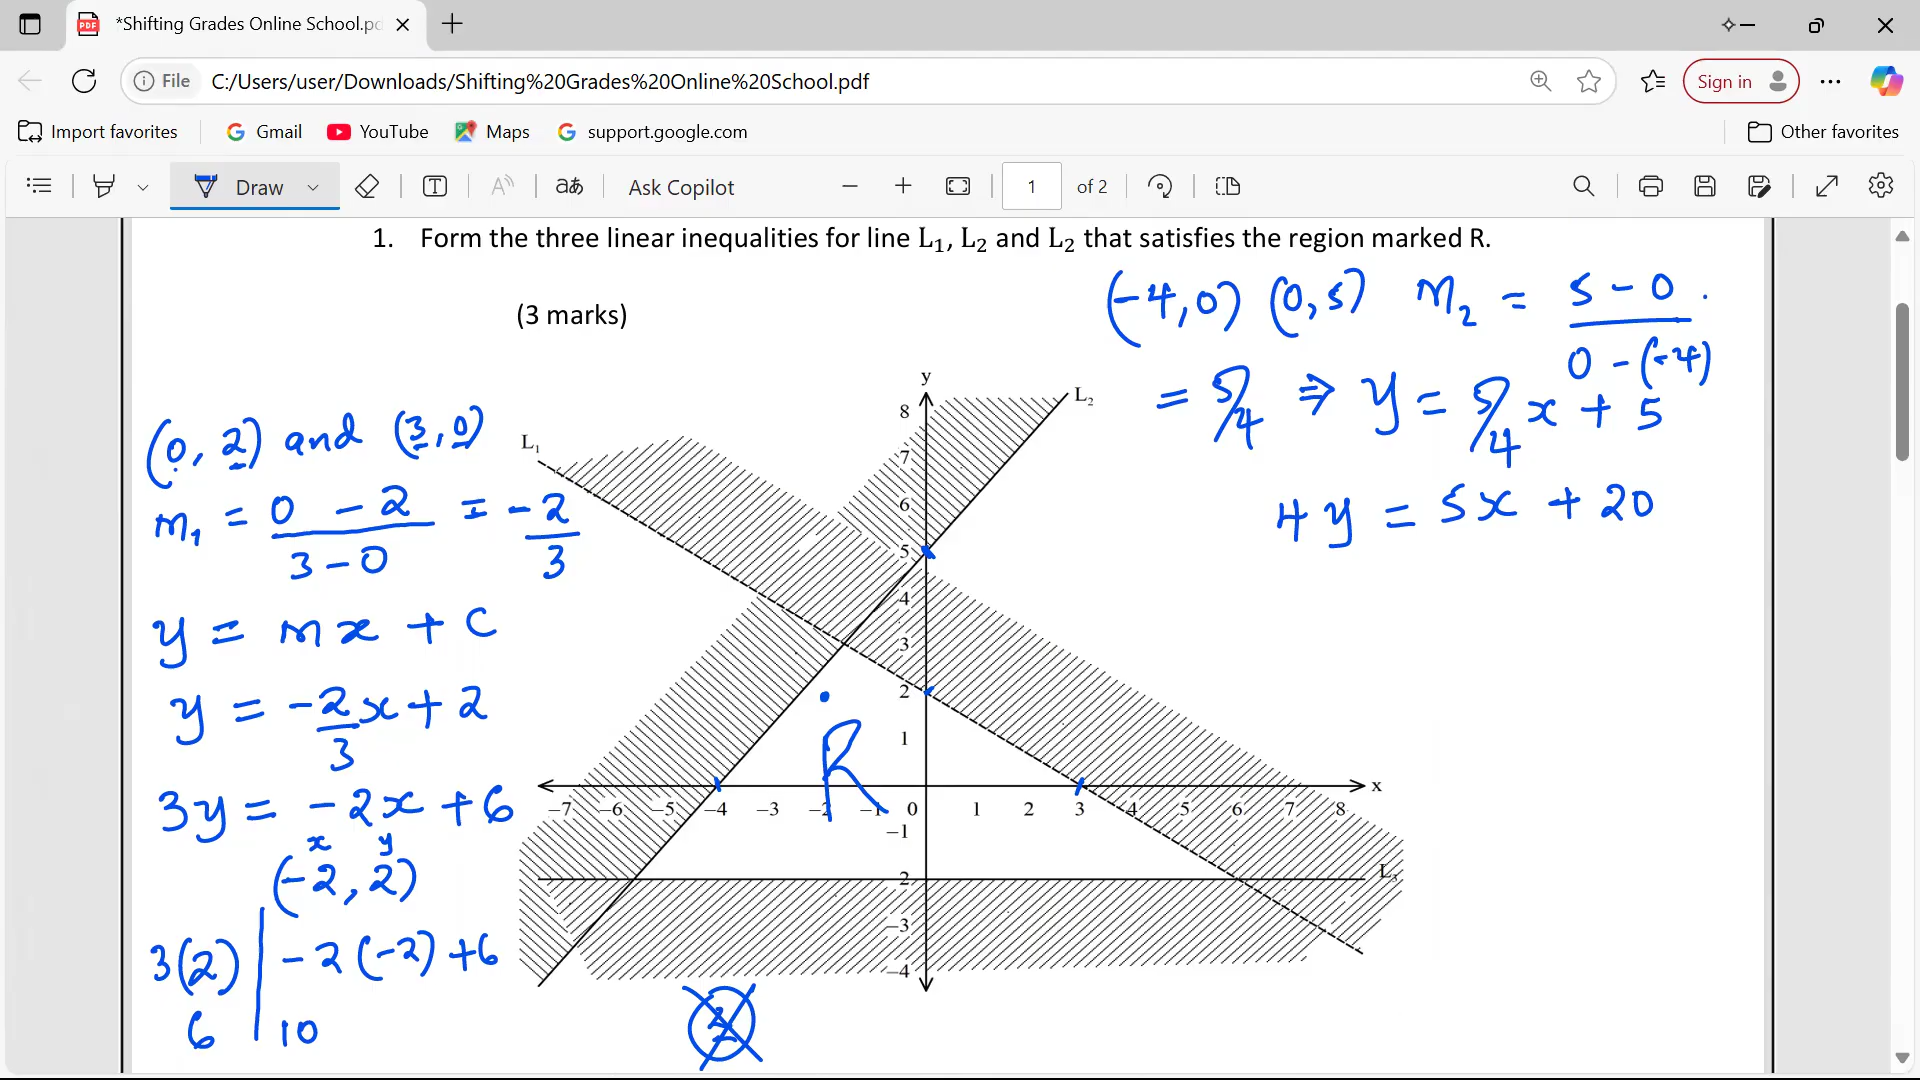 *Shifting Grades Online School.pd
File C:/Users/user/Downloads/Shifting%20Grades%20Online%20School.pdf
Sign in
Import favorites
Gmail
YouTube
Maps
support.google.com
Other favorites
Draw
Ask Copilot
1 of 2
1. Form the three linear inequalities for line L₁, L₂ and L₂ that satisfies the region marked R.
(3 marks)
(-4,0) (0,5) m₂ = 5 - 0 / 0 - (-4)
= 5/4 ⇒ y = 5/4 x + 5
4y = 5x + 20
(0, 2) and (3,0)
m₁ = 0 - 2 / 3 - 0 = -2/3
y = mx + c
y = -2/3 x + 2
3y = -2x + 6
x y
(-2, 2)
3(2) | -2(-2) + 6
6 | 10
y
L₁
L₂
L₃
x
R
8
7
6
5
4
3
2
1
-7 -6 -5 -4 -3 -2 -1 0 1 2 3 4 5 6 7 8
-1
2
-3
-4